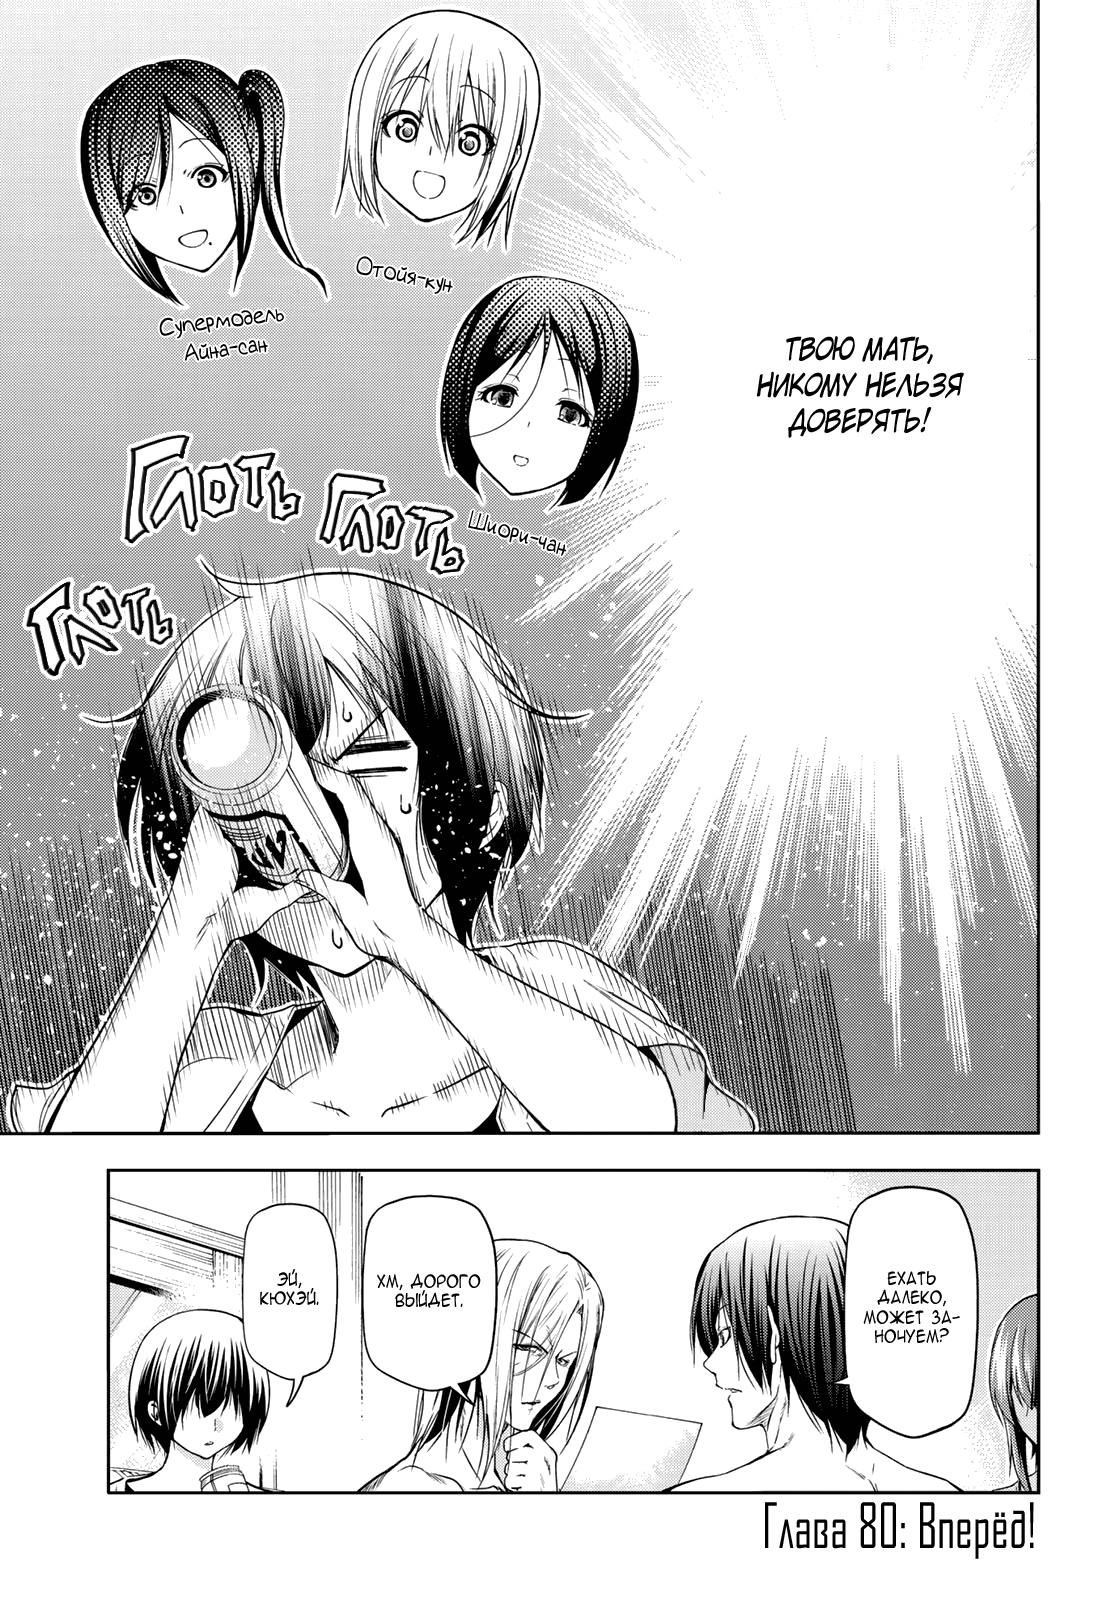 ТВОЮ МАТЬ,
НИКОМУ НЕЛЬЗЯ
ДОВЕРЯТЬ!
Отойя-кун
Супермодель
Айна-сан
Шиори-чан
Глоть
Глоть
Глоть
ЕХАТЬ
ДАЛЕКО,
МОЖЕТ ЗА-
НОЧУЕМ?
ХМ, ДОРОГО
ВЫЙДЕТ.
ЭЙ,
КЮХЭЙ.
Глава 80: Вперёд!